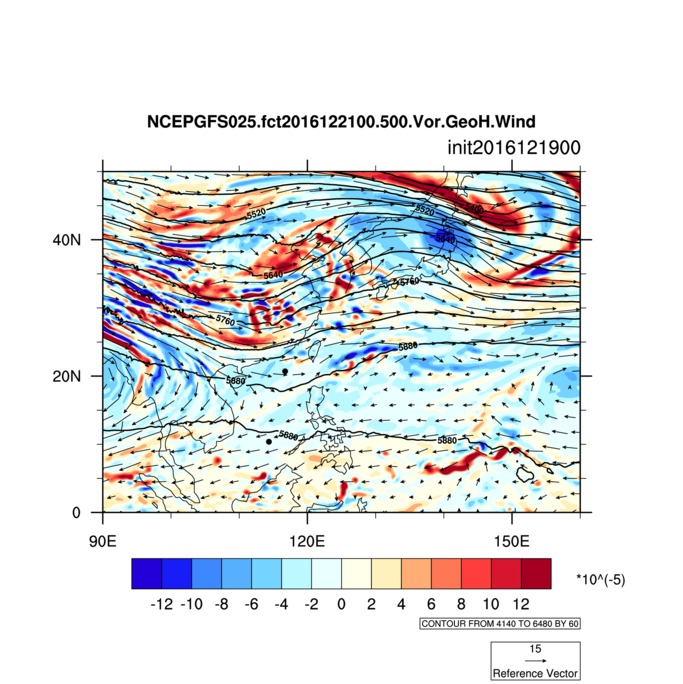 NCEPGFS025.fct2016122100.500.Vor.GeoH.Wind
init2016121900
40N
20N
0
90E 120E 150E
5520
5520
5640
5640
5760
5760
5880
5880
5880
5880
-12 -10 -8 -6 -4 -2 0 2 4 6 8 10 12
*10^(-5)
CONTOUR FROM 4140 TO 6480 BY 60
15
Reference Vector